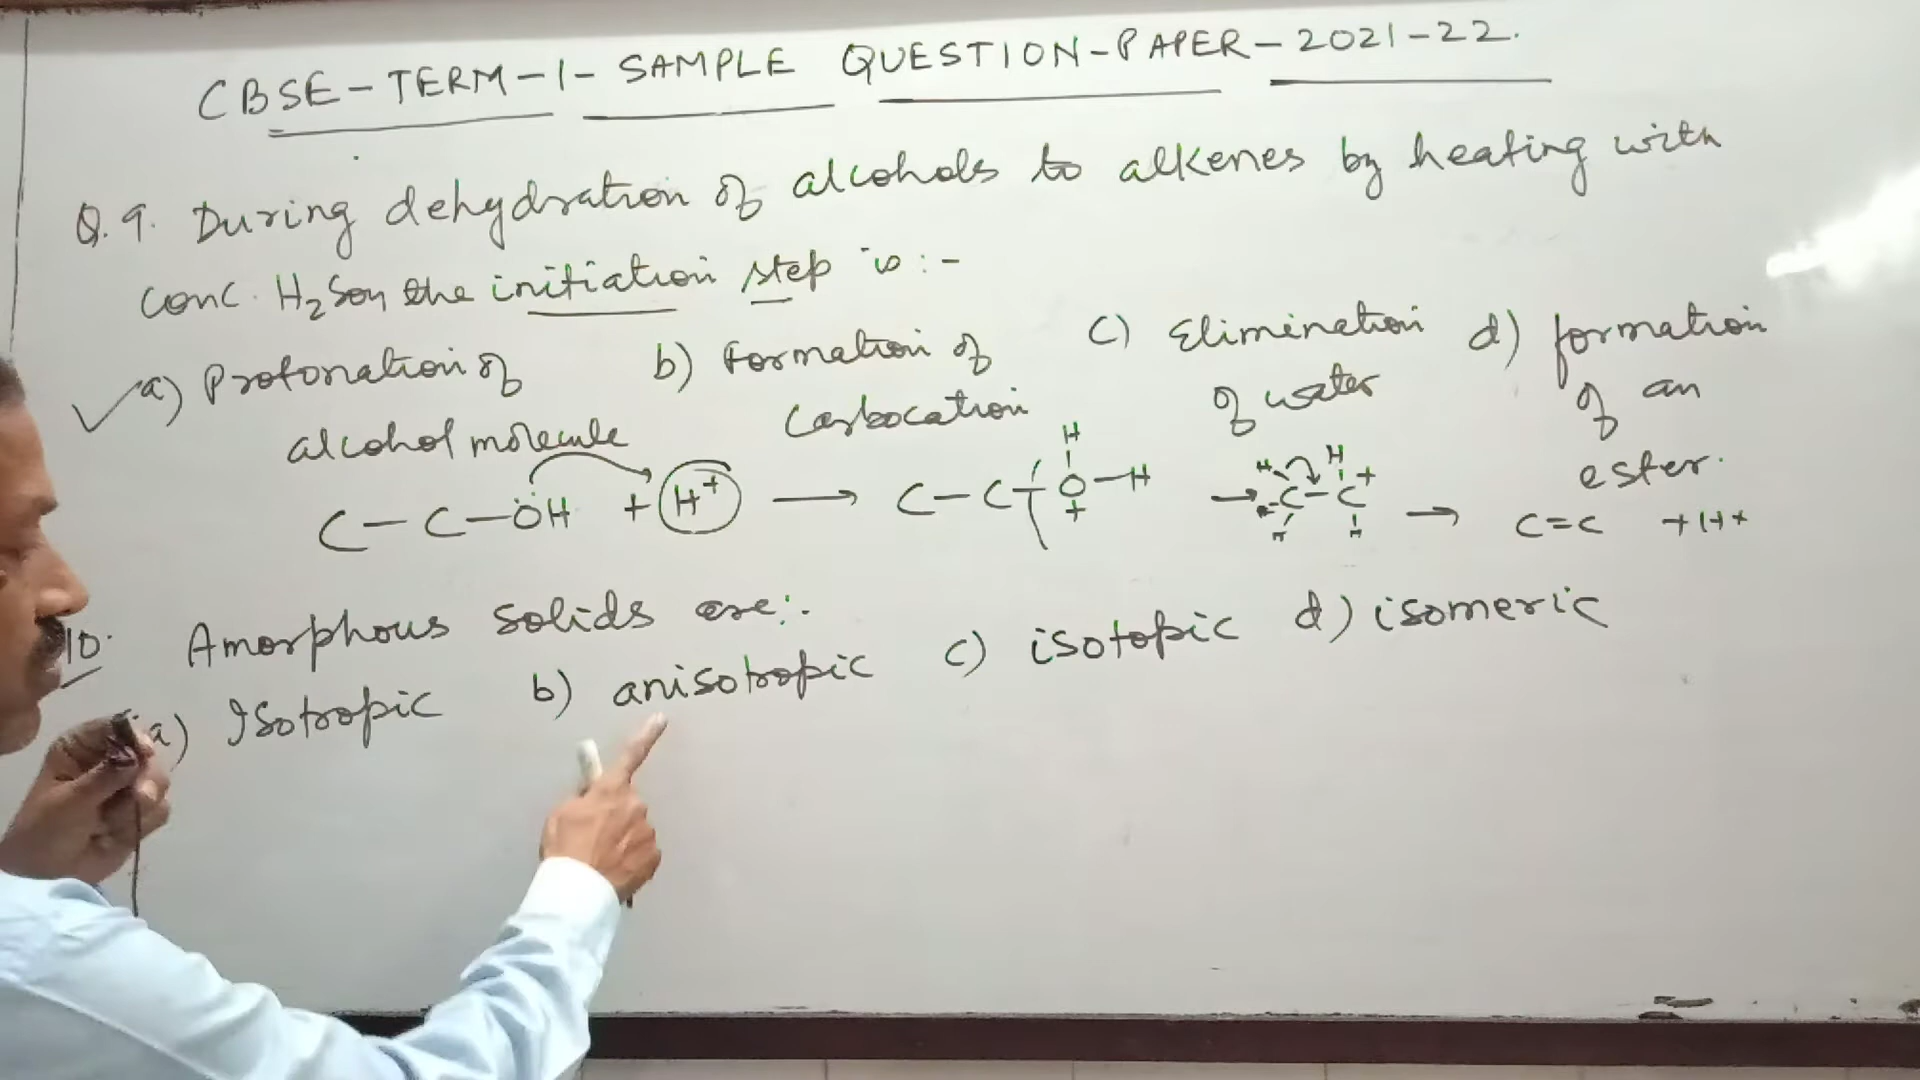 CBSE-TERM-1- SAMPLE QUESTION-PAPER-2021-22.
Q.9. During dehydration of alcohols to alkenes by heating with
conc. H2SO4 the initiation step is :-
a) Protonation of alcohol molecule
b) Formation of Carbocation
c) Elimination of water
d) formation of an ester.
C-C-ÖH + H+ → C-C-O-H H + → H C-C + H H H → C=C + H+
10. Amorphous solids are:.
a) Isotropic b) anisotropic c) isotopic d) isomeric